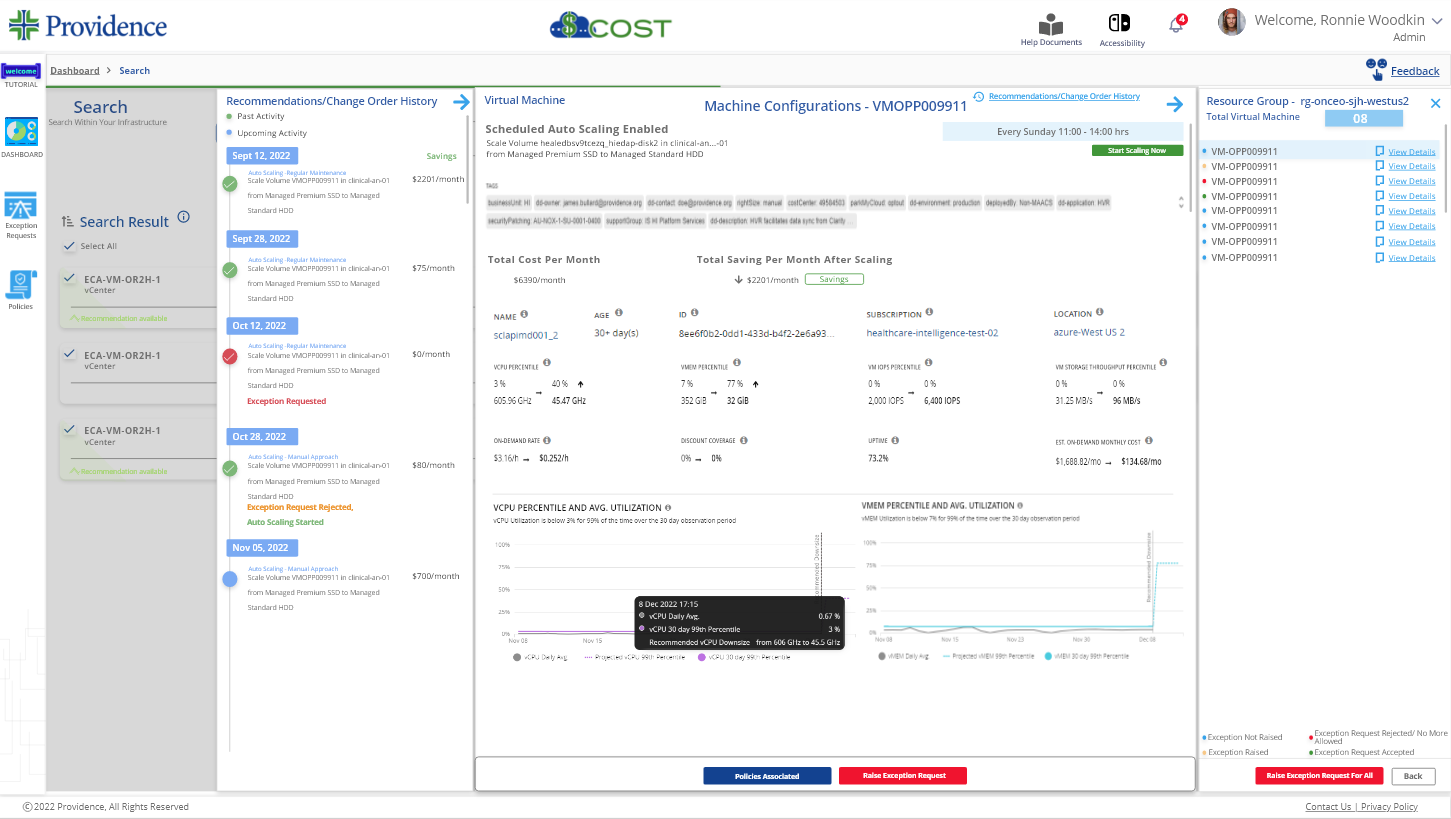 Providence
COST
Help Documents
Accessibility
4
Welcome, Ronnie Woodkin
Admin
welcome
TUTORIAL
DASHBOARD
Exception
Requests
Policies
Dashboard > Search
Feedback
Search
Search Within Your Infrastructure
Search Result
Select All
ECA-VM-OR2H-1
vCenter
Recommendation available
ECA-VM-OR2H-1
vCenter
ECA-VM-OR2H-1
vCenter
Recommendation available
Recommendations/Change Order History
Past Activity
Upcoming Activity
Sept 12, 2022
Savings
Auto Scaling -Regular Maintenance
Scale Volume VMOPP009911 in clinical-an-01
$2201/month
from Managed Premium SSD to Managed
Standard HDD
Sept 28, 2022
Auto Scaling -Regular Maintenance
Scale Volume VMOPP009911 in clinical-an-01
$75/month
from Managed Premium SSD to Managed
Standard HDD
Oct 12, 2022
Auto Scaling -Regular Maintenance
Scale Volume VMOPP009911 in clinical-an-01
$0/month
from Managed Premium SSD to Managed
Standard HDD
Exception Requested
Oct 28, 2022
Auto Scaling - Manual Approach
Scale Volume VMOPP009911 in clinical-an-01
$80/month
from Managed Premium SSD to Managed
Standard HDD
Exception Request Rejected,
Auto Scaling Started
Nov 05, 2022
Auto Scaling - Manual Approach
Scale Volume VMOPP009911 in clinical-an-01
$700/month
from Managed Premium SSD to Managed
Standard HDD
Virtual Machine
Machine Configurations - VMOPP009911
Recommendations/Change Order History
Scheduled Auto Scaling Enabled
Scale Volume healedbsv9tcezq_hiedap-disk2 in clinical-an...-01
from Managed Premium SSD to Managed Standard HDD
Every Sunday 11:00 - 14:00 hrs
Start Scaling Now
TAGS
businessUnit: HI dd-owner: james.bullard@providence.org dd-contact: doe@providence.org rightSize: manual costCenter: 49504503 parkMyCloud: optout dd-environment: production deployedBy: Non-MAACS dd-application: HVR
securityPatching: AU-NOX-1-SU-0001-0400 supportGroup: IS HI Platform Services dd-description: HVR facilitates data sync from Clarity ...
Total Cost Per Month
Total Saving Per Month After Scaling
$6390/month
$2201/month
Savings
NAME
AGE
ID
SUBSCRIPTION
LOCATION
sclapimd001_2
30+ day(s)
8ee6f0b2-0dd1-433d-b4f2-2e6a93...
healthcare-intelligence-test-02
azure-West US 2
VCPU PERCENTILE
VMEM PERCENTILE
VM IOPS PERCENTILE
VM STORAGE THROUGHPUT PERCENTILE
3 % → 40 %
7 % → 77 %
0 % → 0 %
0 % → 0 %
605.96 GHz 45.47 GHz
352 GIB 32 GIB
2,000 IOPS 6,400 IOPS
31.25 MB/s 96 MB/s
ON-DEMAND RATE
DISCOUNT COVERAGE
UPTIME
EST. ON-DEMAND MONTHLY COST
$3.16/h → $0.252/h
0% → 0%
73.2%
$1,688.82/mo → $134.68/mo
VCPU PERCENTILE AND AVG. UTILIZATION
vCPU Utilization is below 3% for 99% of the time over the 30 day observation period
100%
75%
50%
25%
0%
Nov 08
Nov 15
8 Dec 2022 17:15
vCPU Daily Avg. 0.67 %
vCPU 30 day 99th Percentile 3 %
Recommended vCPU Downsize from 606 GHz to 45.5 GHz
vCPU Daily Avg
Projected vCPU 99th Percentile
vCPU 30 day 99th Percentile
VMEM PERCENTILE AND AVG. UTILIZATION
vMEM Utilization is below 7% for 99% of the time over the 30 day observation period
100%
75%
50%
25%
0%
Recommended Downsize
Nov 08
Nov 15
Nov 23
Nov 30
Dec 08
vMEM Daily Avg
Projected vMEM 99th Percentile
vMEM 30 day 99th Percentile
Policies Associated
Raise Exception Request
Resource Group - rg-onceo-sjh-westus2
Total Virtual Machine
08
VM-OPP009911 View Details
VM-OPP009911 View Details
VM-OPP009911 View Details
VM-OPP009911 View Details
VM-OPP009911 View Details
VM-OPP009911 View Details
VM-OPP009911 View Details
VM-OPP009911 View Details
Exception Not Raised
Exception Request Rejected/ No More
Allowed
Exception Raised
Exception Request Accepted
Raise Exception Request For All
Back
©2022 Providence, All Rights Reserved
Contact Us | Privacy Policy